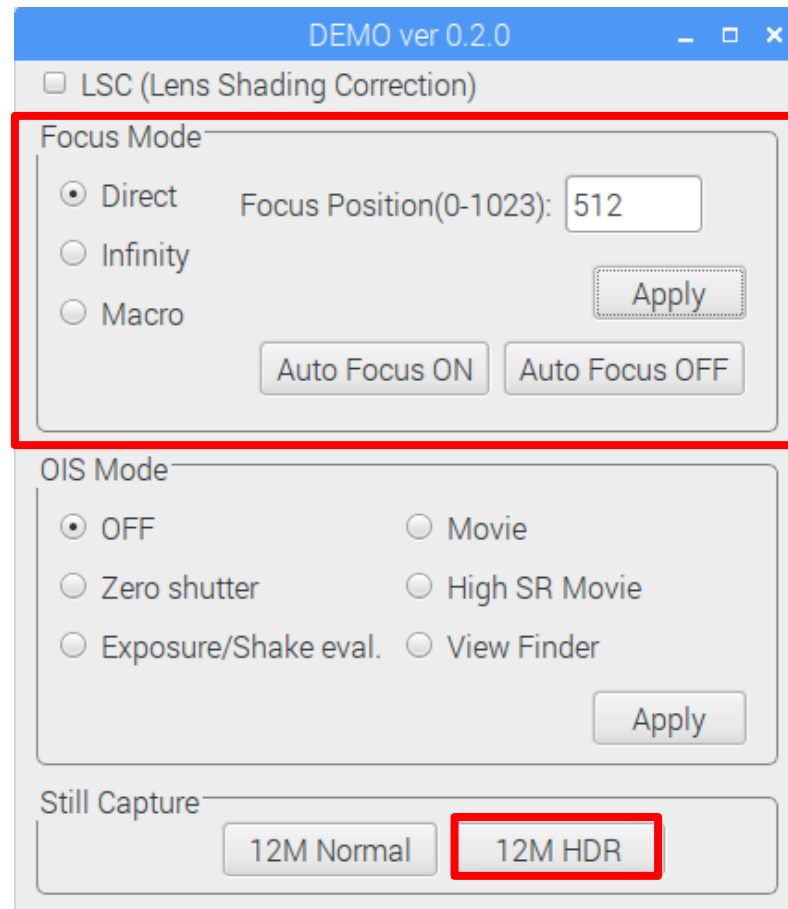 DEMO ver 0.2.0
LSC (Lens Shading Correction)
Focus Mode
Direct
Focus Position(0-1023): 512
Infinity
Macro
Apply
Auto Focus ON Auto Focus OFF
OIS Mode
OFF Movie
Zero shutter High SR Movie
Exposure/Shake eval. View Finder
Apply
Still Capture
12M Normal 12M HDR